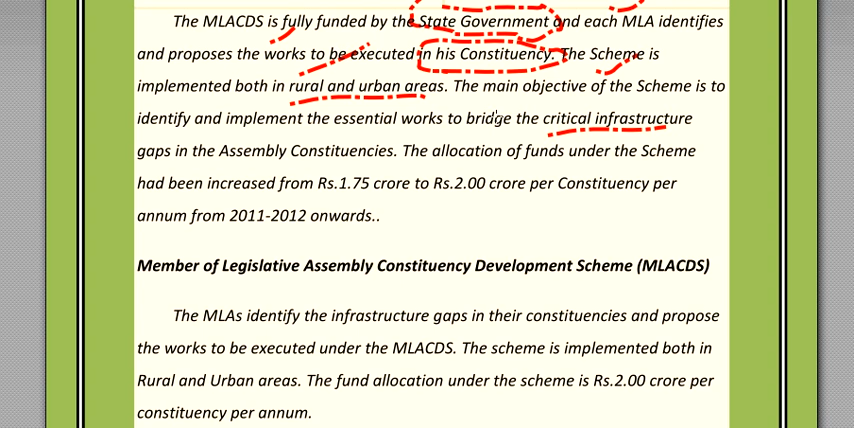 The MLACDS is fully funded by the State Government and each MLA identifies
and proposes the works to be executed in his Constituency. The Scheme is
implemented both in rural and urban areas. The main objective of the Scheme is to
identify and implement the essential works to bridge the critical infrastructure
gaps in the Assembly Constituencies. The allocation of funds under the Scheme
had been increased from Rs.1.75 crore to Rs.2.00 crore per Constituency per
annum from 2011-2012 onwards..
Member of Legislative Assembly Constituency Development Scheme (MLACDS)
The MLAs identify the infrastructure gaps in their constituencies and propose
the works to be executed under the MLACDS. The scheme is implemented both in
Rural and Urban areas. The fund allocation under the scheme is Rs.2.00 crore per
constituency per annum.